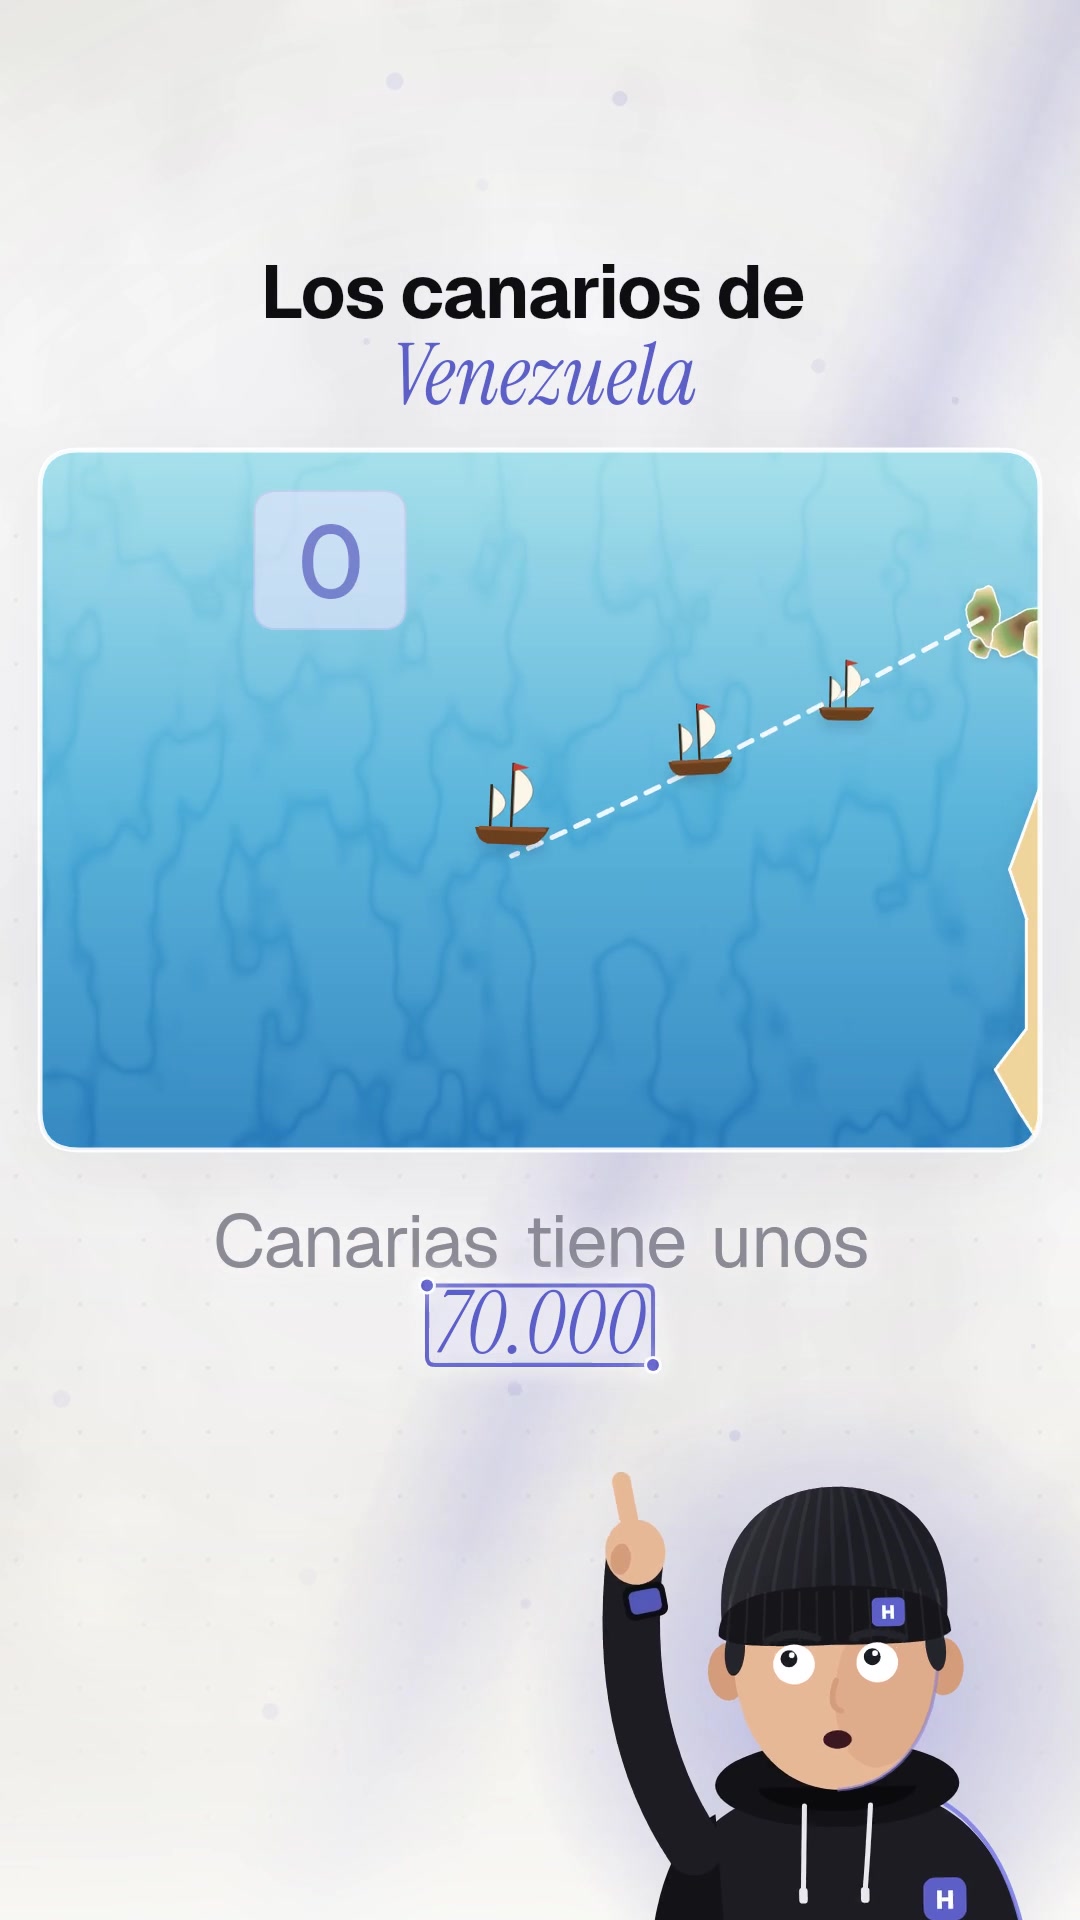 Los canarios de
Venezuela
0
Canarias tiene unos
70.000
H
H